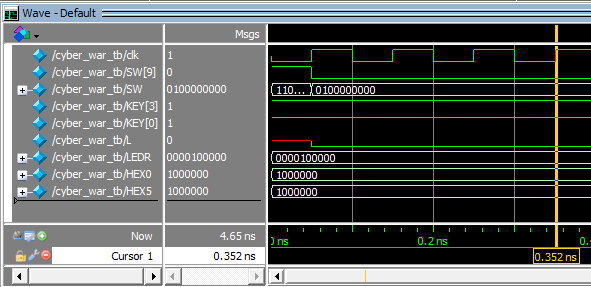 Wave - Default
Msgs
/cyber_war_tb/clk 1
/cyber_war_tb/SW[9] 0
/cyber_war_tb/SW 0100000000 110... 0100000000
/cyber_war_tb/KEY[3] 1
/cyber_war_tb/KEY[0] 1
/cyber_war_tb/L 0
/cyber_war_tb/LEDR 0000100000 0000100000
/cyber_war_tb/HEX0 1000000 1000000
/cyber_war_tb/HEX5 1000000 1000000
Now 4.65 ns ns 0.2 ns
Cursor 1 0.352 ns 0.352 ns